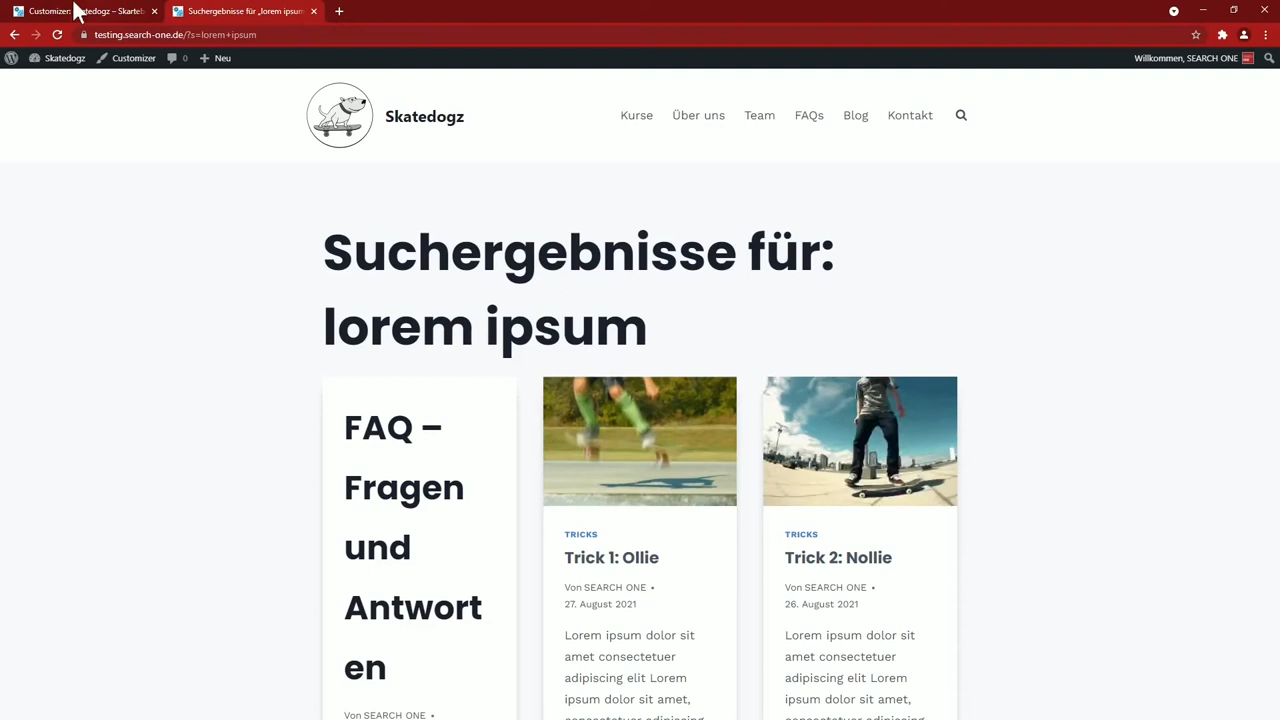 Customizer: Skatedogz – Skateb
Suchergebnisse für „lorem ipsum
testing.search-one.de/?s=lorem+ipsum
Skatedogz
Customizer
0
Neu
Willkommen, SEARCH ONE
Skatedogz
Kurse
Über uns
Team
FAQs
Blog
Kontakt
Suchergebnisse für:
lorem ipsum
FAQ –
Fragen
und
Antwort
en
Von SEARCH ONE •
TRICKS
Trick 1: Ollie
Von SEARCH ONE •
27. August 2021
Lorem ipsum dolor sit
amet consectetuer
adipiscing elit Lorem
ipsum dolor sit amet,
consectetuer adipiscing
TRICKS
Trick 2: Nollie
Von SEARCH ONE •
26. August 2021
Lorem ipsum dolor sit
amet consectetuer
adipiscing elit Lorem
ipsum dolor sit amet,
consectetuer adipiscing